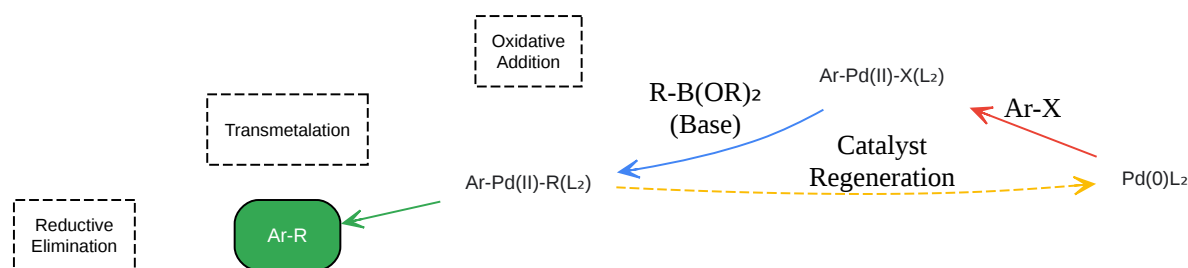 Oxidative
Addition
Ar-Pd(II)-X(L₂)
R-B(OR)₂
(Base)
Ar-X
Transmetalation
Catalyst
Regeneration
Ar-Pd(II)-R(L₂)
Pd(0)L₂
Reductive
Elimination
Ar-R